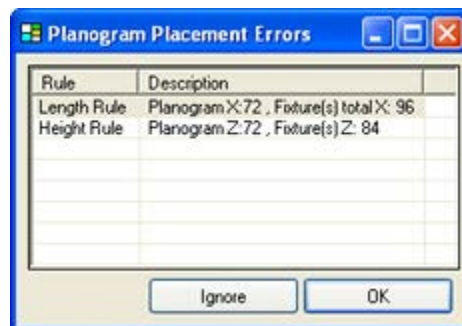 Planogram Placement Errors
Rule Description
Length Rule Planogram X:72 , Fixture(s) total X: 96
Height Rule Planogram Z:72 , Fixture(s) Z: 84
Ignore OK